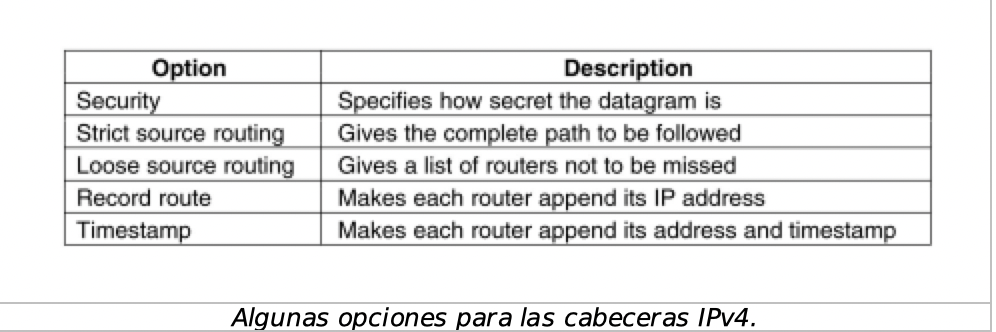 Option Description
Security Specifies how secret the datagram is
Strict source routing Gives the complete path to be followed
Loose source routing Gives a list of routers not to be missed
Record route Makes each router append its IP address
Timestamp Makes each router append its address and timestamp
Algunas opciones para las cabeceras IPv4.